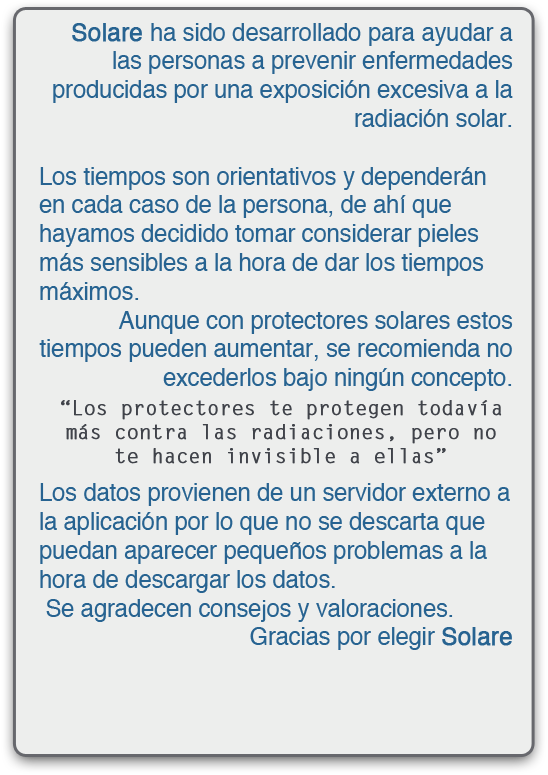 Solare ha sido desarrollado para ayudar a
las personas a prevenir enfermedades
producidas por una exposición excesiva a la
radiación solar.
Los tiempos son orientativos y dependerán
en cada caso de la persona, de ahí que
hayamos decidido tomar considerar pieles
más sensibles a la hora de dar los tiempos
máximos.
Aunque con protectores solares estos
tiempos pueden aumentar, se recomienda no
excederlos bajo ningún concepto.
“Los protectores te protegen todavía
más contra las radiaciones, pero no
te hacen invisible a ellas”
Los datos provienen de un servidor externo a
la aplicación por lo que no se descarta que
puedan aparecer pequeños problemas a la
hora de descargar los datos.
Se agradecen consejos y valoraciones.
Gracias por elegir Solare